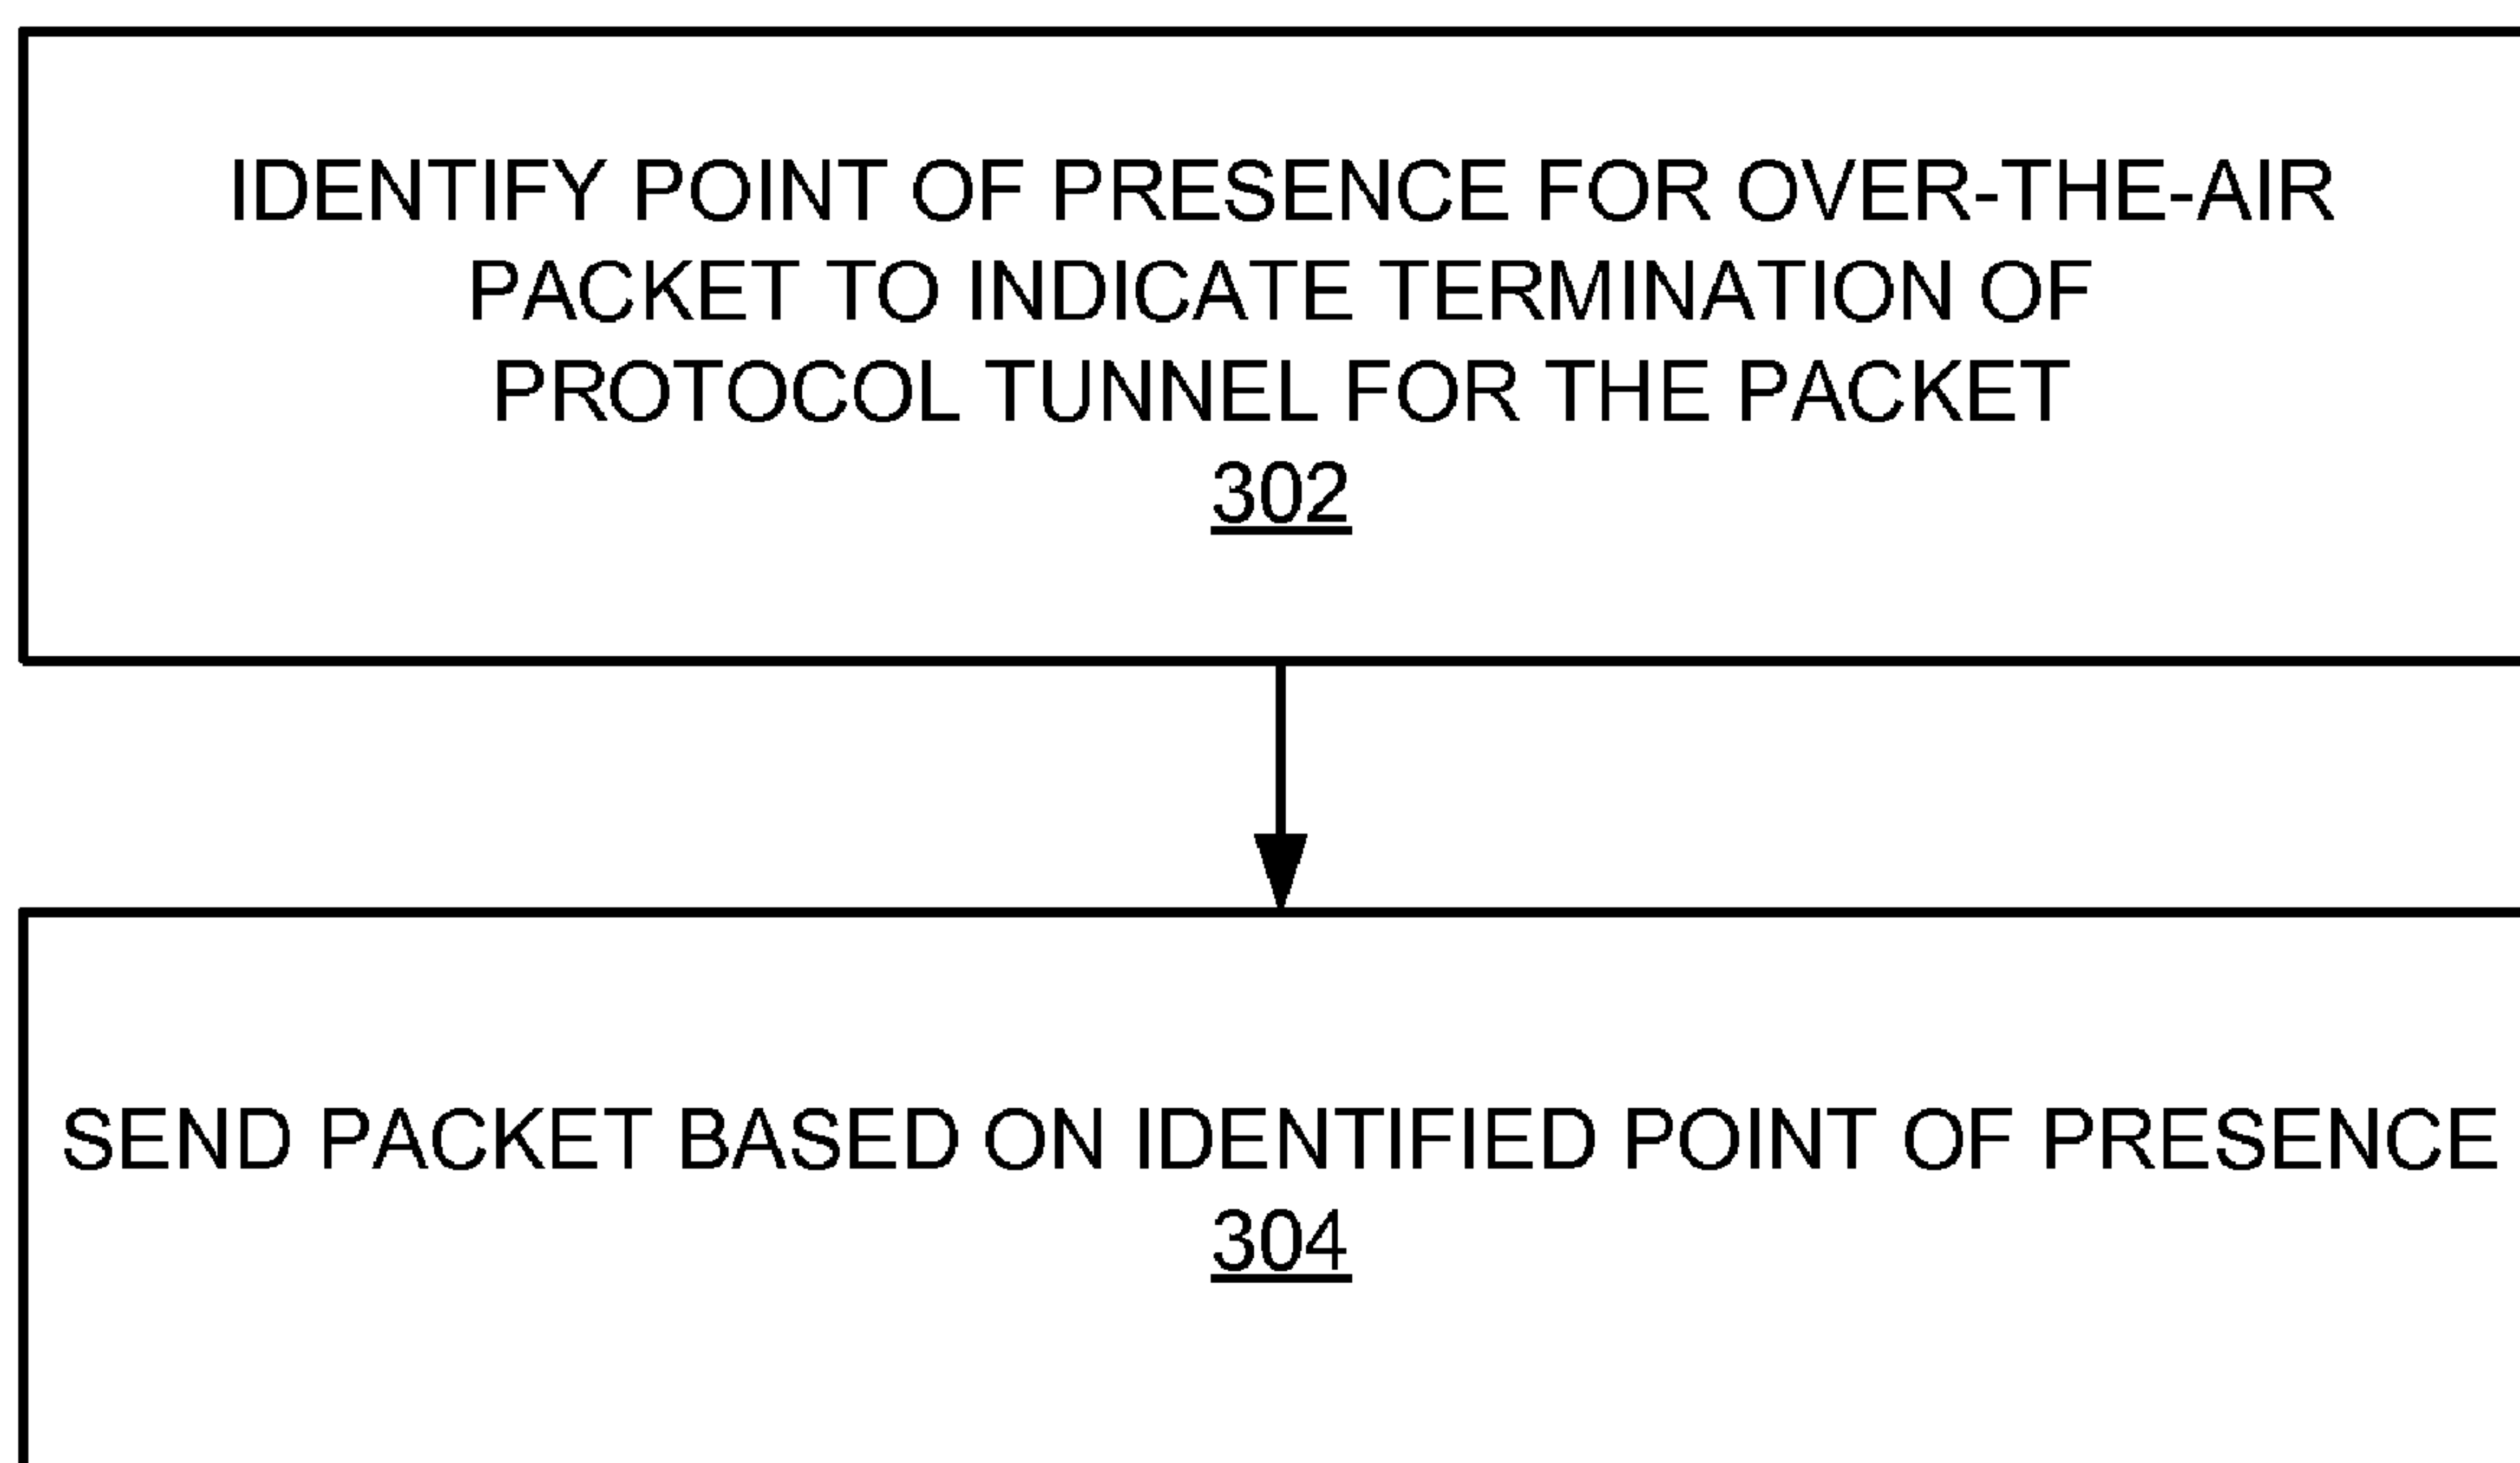 IDENTIFY POINT OF PRESENCE FOR OVER-THE-AIR
PACKET TO INDICATE TERMINATION OF
PROTOCOL TUNNEL FOR THE PACKET
302
SEND PACKET BASED ON IDENTIFIED POINT OF PRESENCE
304